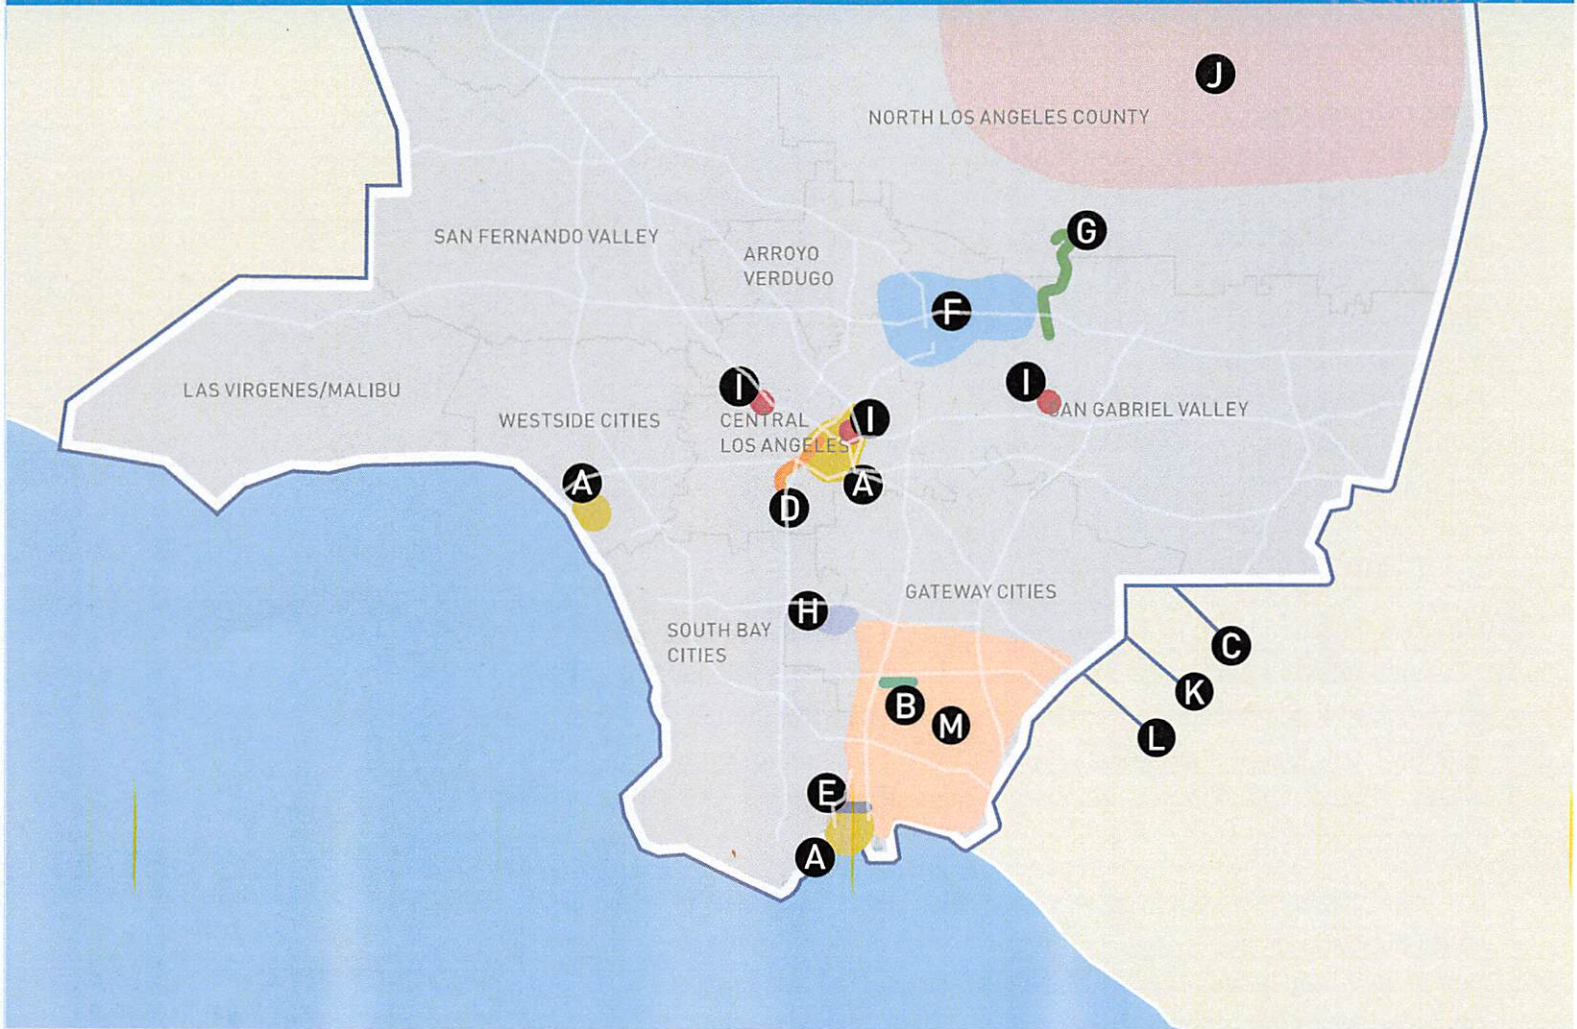 J
NORTH LOS ANGELES COUNTY
G
SAN FERNANDO VALLEY
ARROYO
VERDUGO
F
LAS VIRGENES/MALIBU
I
I
WESTSIDE CITIES
CENTRAL
LOS ANGELES
I
SAN GABRIEL VALLEY
A
A
D
H
GATEWAY CITIES
SOUTH BAY
CITIES
C
K
B
M
L
E
A